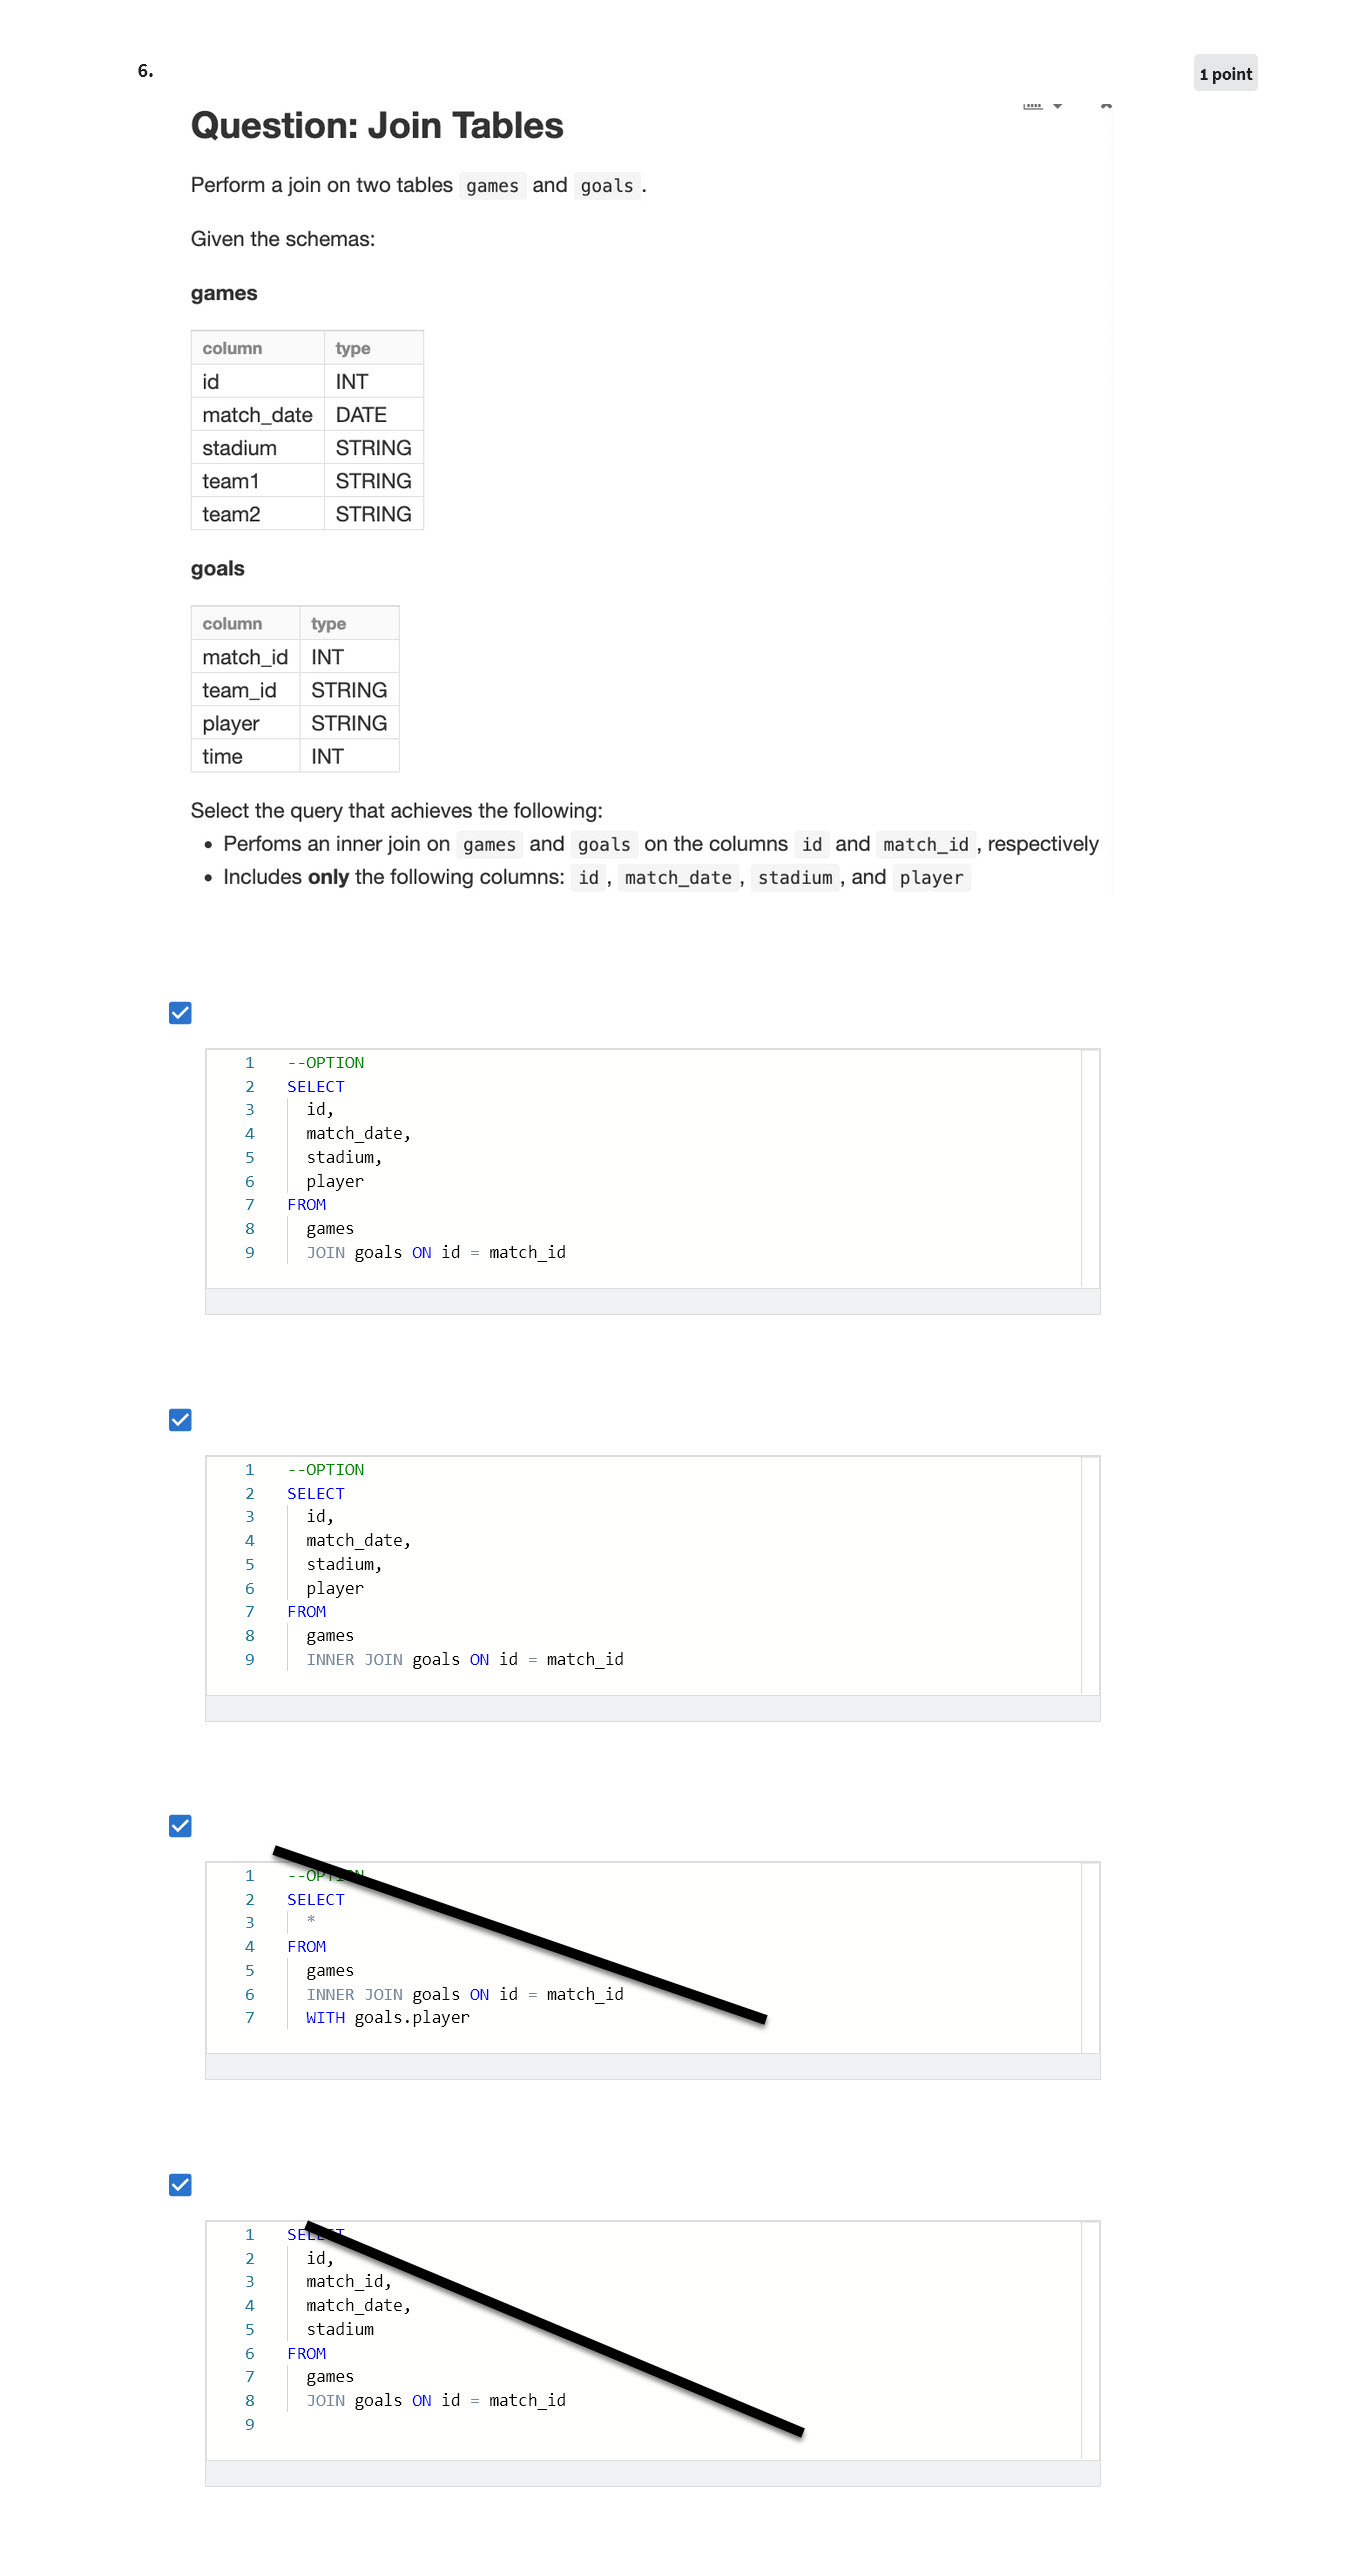 6.
1 point
Question: Join Tables
Perform a join on two tables games and goals.
Given the schemas:
games
column type
id INT
match_date DATE
stadium STRING
team1 STRING
team2 STRING
goals
column type
match_id INT
team_id STRING
player STRING
time INT
Select the query that achieves the following:
• Perfoms an inner join on games and goals on the columns id and match_id, respectively
• Includes only the following columns: id, match_date, stadium, and player
1 --OPTION
2 SELECT
3 id,
4 match_date,
5 stadium,
6 player
7 FROM
8 games
9 JOIN goals ON id = match_id
1 --OPTION
2 SELECT
3 id,
4 match_date,
5 stadium,
6 player
7 FROM
8 games
9 INNER JOIN goals ON id = match_id
1 --OPTION
2 SELECT
3 *
4 FROM
5 games
6 INNER JOIN goals ON id = match_id
7 WITH goals.player
1 SELECT
2 id,
3 match_id,
4 match_date,
5 stadium
6 FROM
7 games
8 JOIN goals ON id = match_id
9